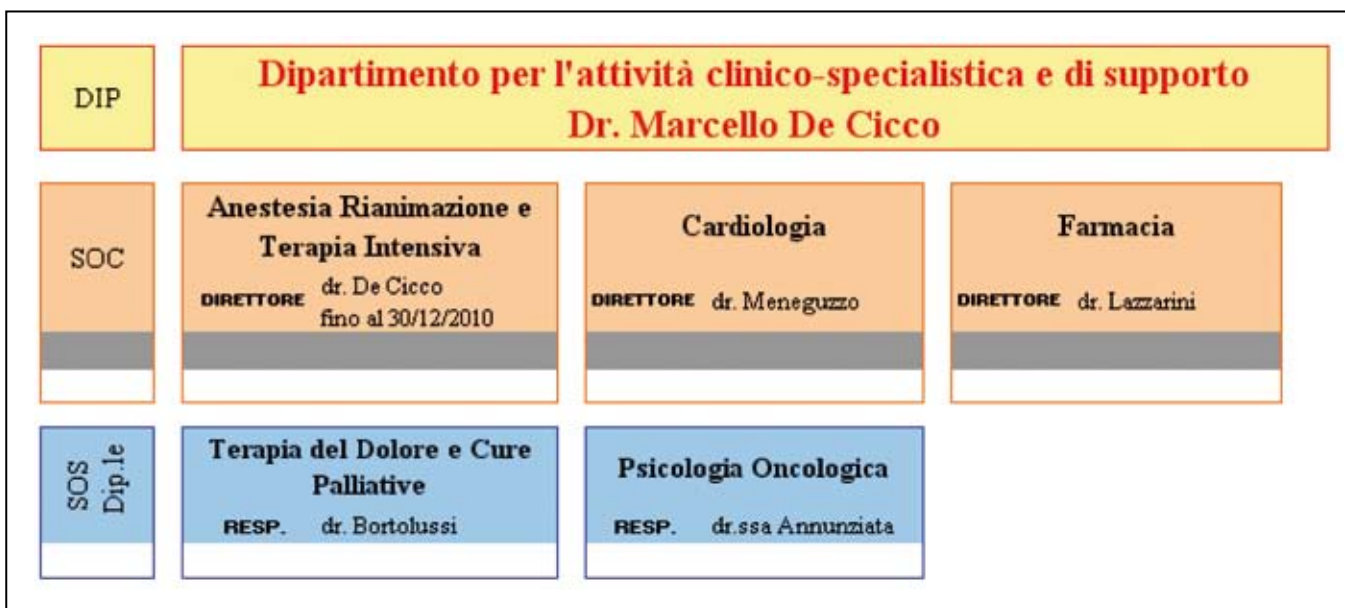 DIP
Dipartimento per l'attività clinico-specialistica e di supporto
Dr. Marcello De Cicco
SOC
Anestesia Rianimazione e
Terapia Intensiva
DIRETTORE dr. De Cicco
fino al 30/12/2010
Cardiologia
DIRETTORE dr. Meneguzzo
Farmacia
DIRETTORE dr. Lazzarini
SOS
Dip.le
Terapia del Dolore e Cure
Palliative
RESP. dr. Bortolussi
Psicologia Oncologica
RESP. dr.ssa Annunziata